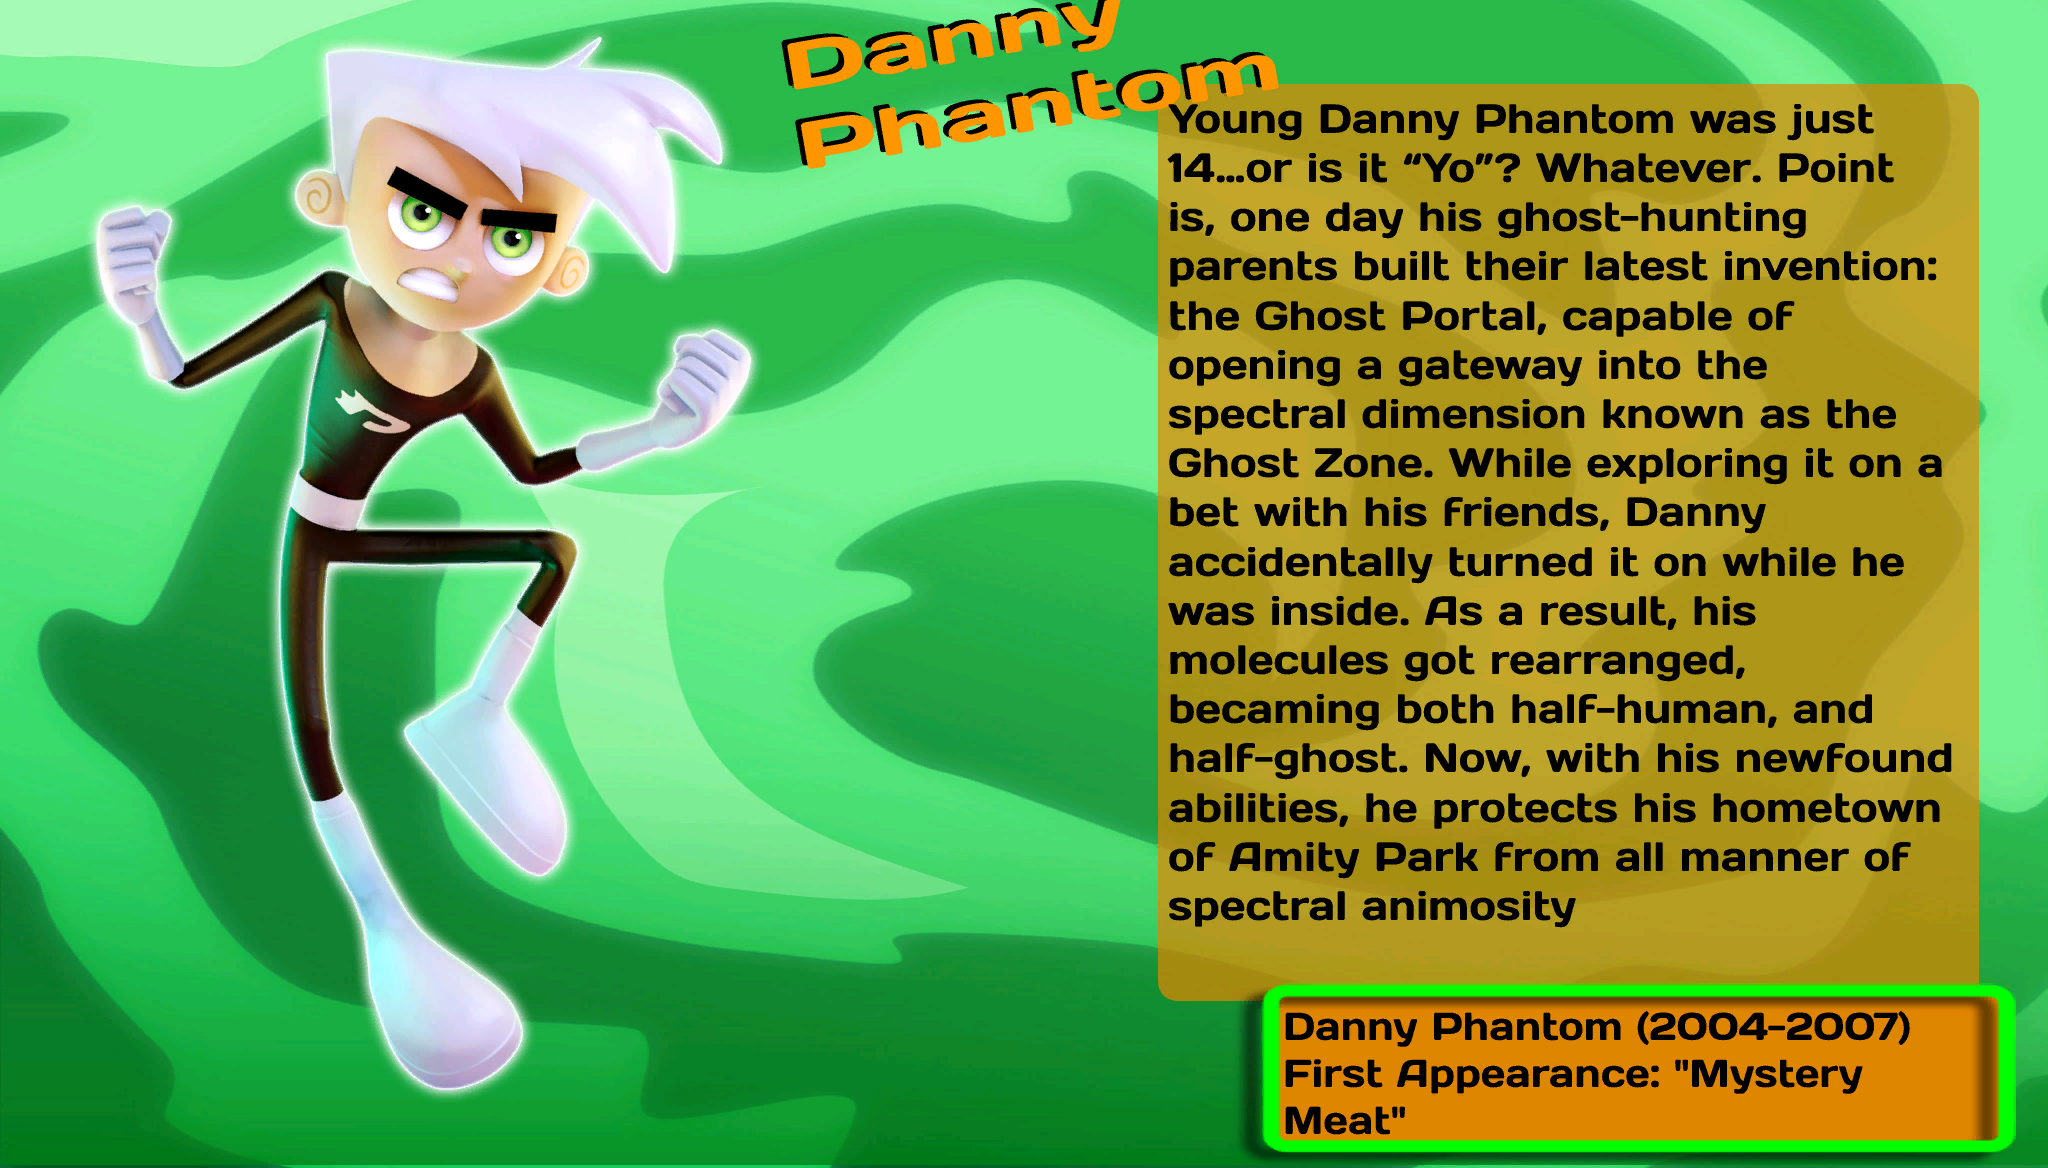 Danny
Phantom
Young Danny Phantom was just
14...or is it “Yo”? Whatever. Point
is, one day his ghost-hunting
parents built their latest invention:
the Ghost Portal, capable of
opening a gateway into the
spectral dimension known as the
Ghost Zone. While exploring it on a
bet with his friends, Danny
accidentally turned it on while he
was inside. As a result, his
molecules got rearranged,
becaming both half-human, and
half-ghost. Now, with his newfound
abilities, he protects his hometown
of Amity Park from all manner of
spectral animosity
Danny Phantom (2004-2007)
First Appearance: "Mystery
Meat"